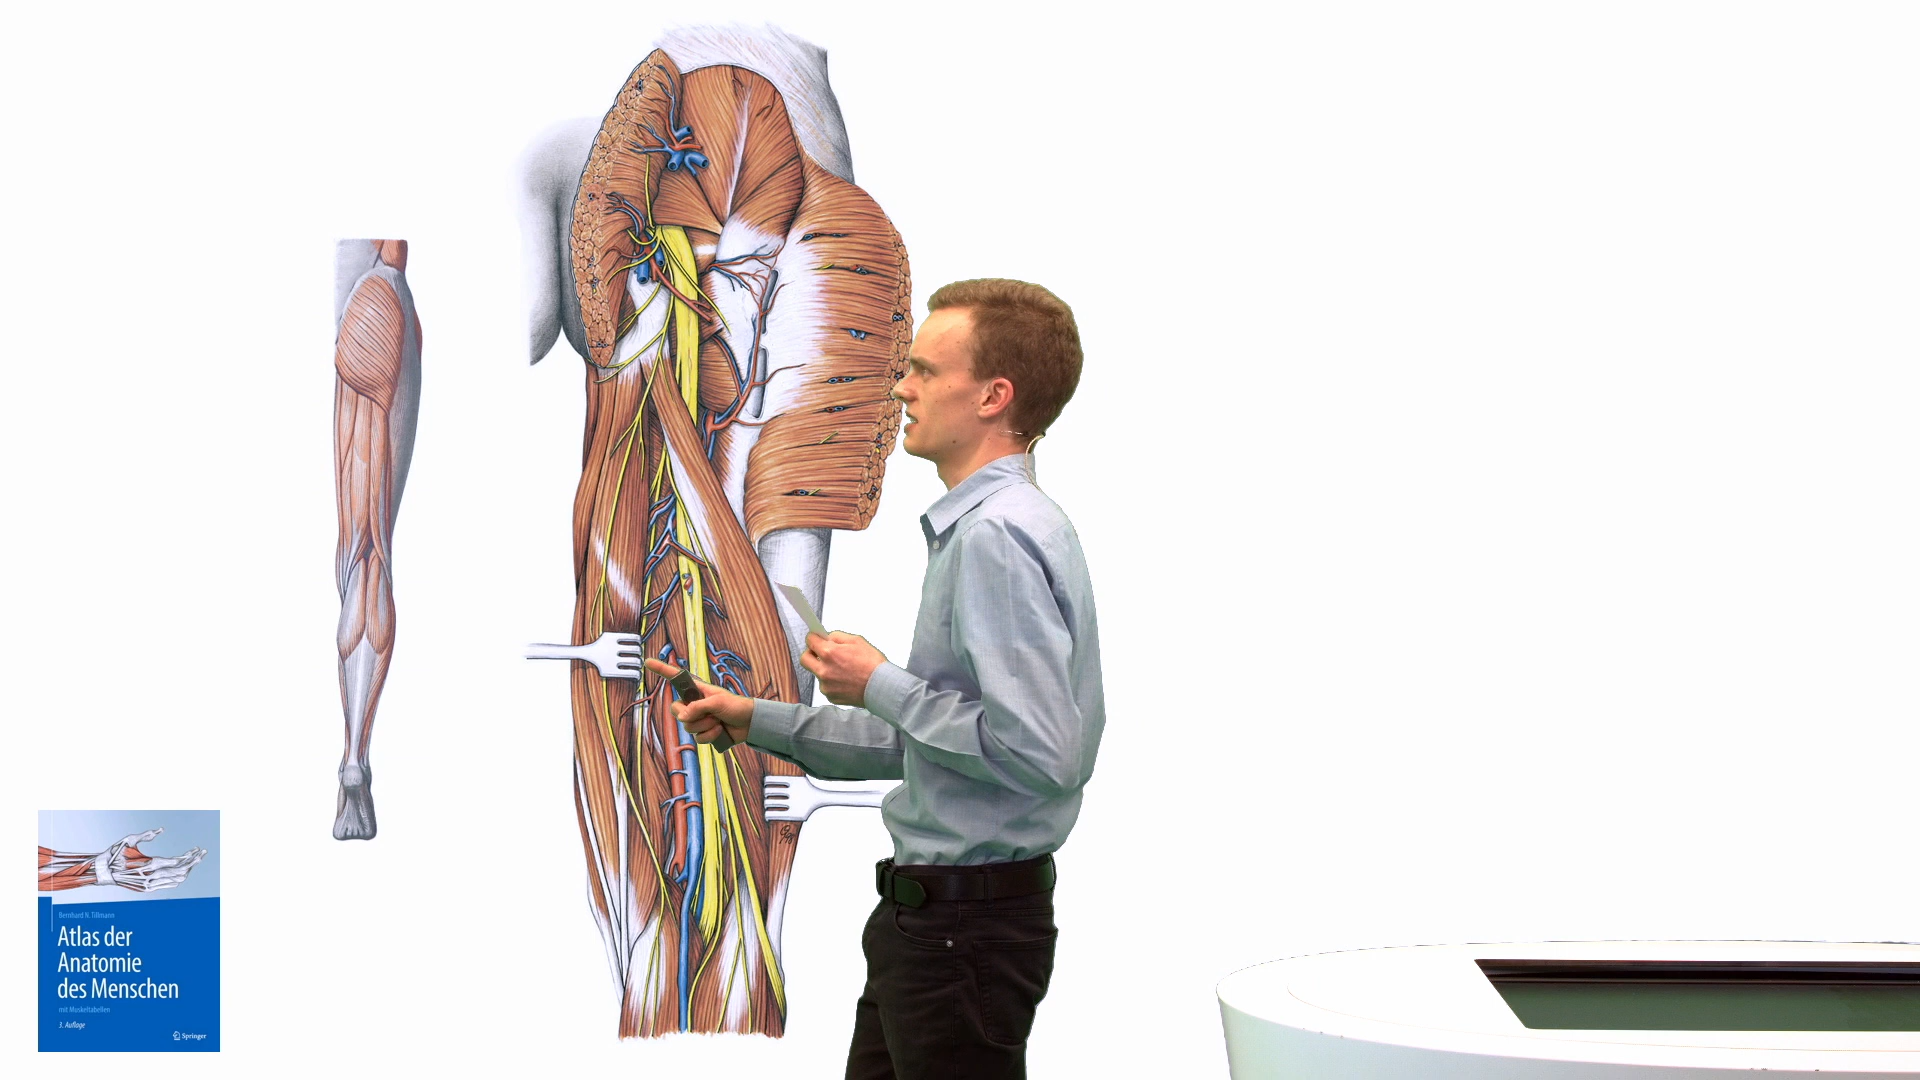 Bernhard N. Tillmann
Atlas der
Anatomie
des Menschen
mit Muskeltabellen
3. Auflage
Springer